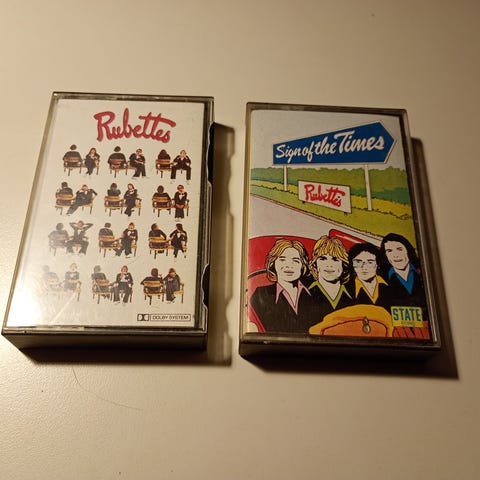 Rubettes
DOLBY SYSTEM
Sign of the Times
Rubettes
STATE